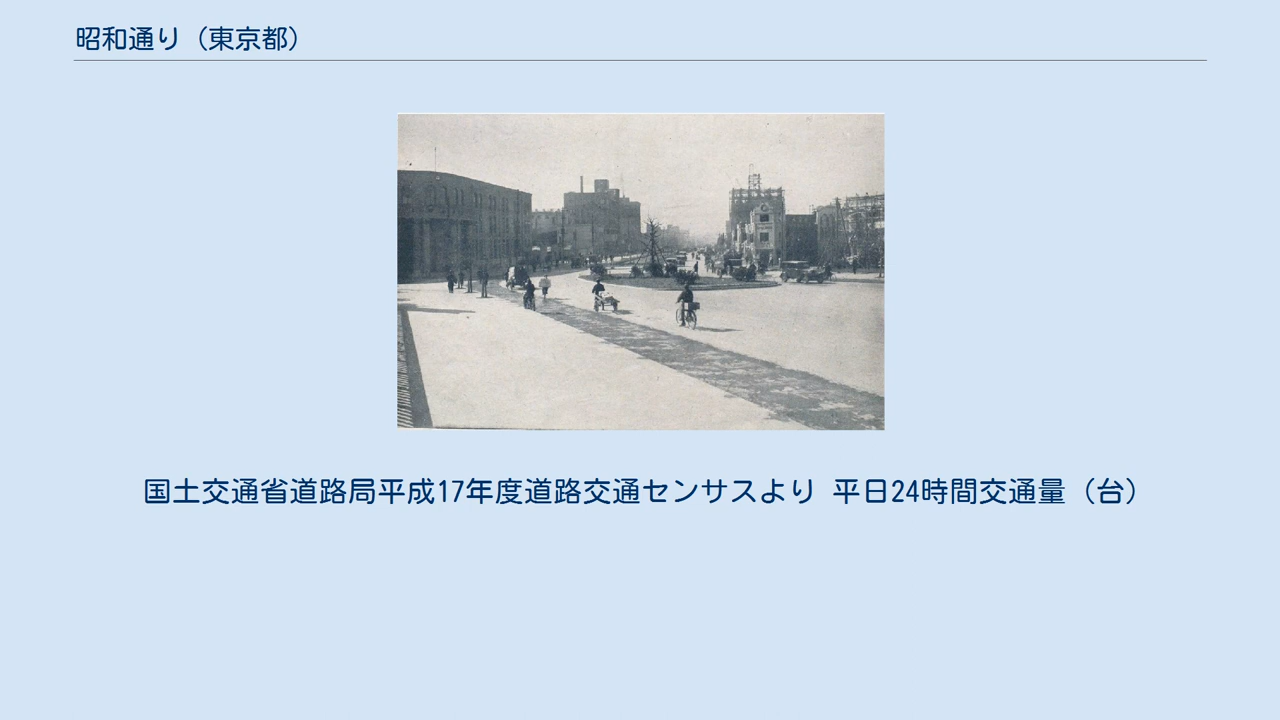 昭和通り（東京都）
国土交通省道路局平成17年度道路交通センサスより 平日24時間交通量（台）